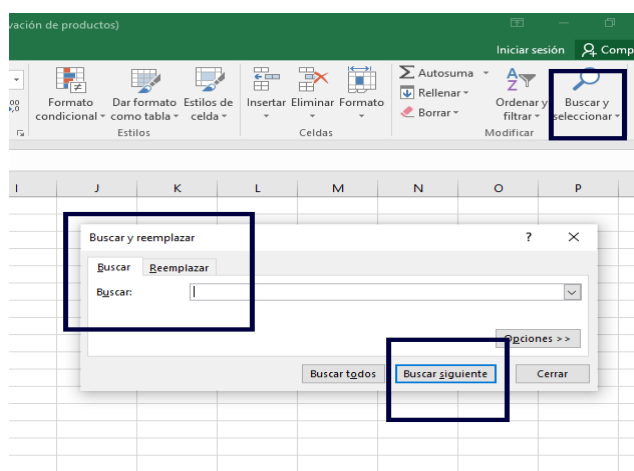 vación de productos)
Iniciar sesión
Comp
Formato condicional
Dar formato como tabla
Estilos de celda
Insertar
Eliminar
Formato
Autosuma
Rellenar
Borrar
Ordenar y filtrar
Buscar y seleccionar
Estilos
Celdas
Modificar
I J K L M N O P
Buscar y reemplazar
?
Buscar
Reemplazar
Buscar:
Opciones >>
Buscar todos
Buscar siguiente
Cerrar